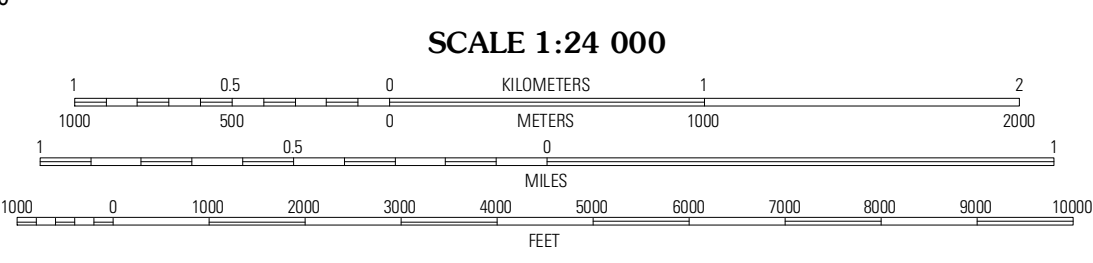 SCALE 1:24 000
1 0.5 0 KILOMETERS 1 2
1000 500 0 METERS 1000 2000
1 0.5 0 1
MILES
1000 0 1000 2000 3000 4000 5000 6000 7000 8000 9000 10000
FEET